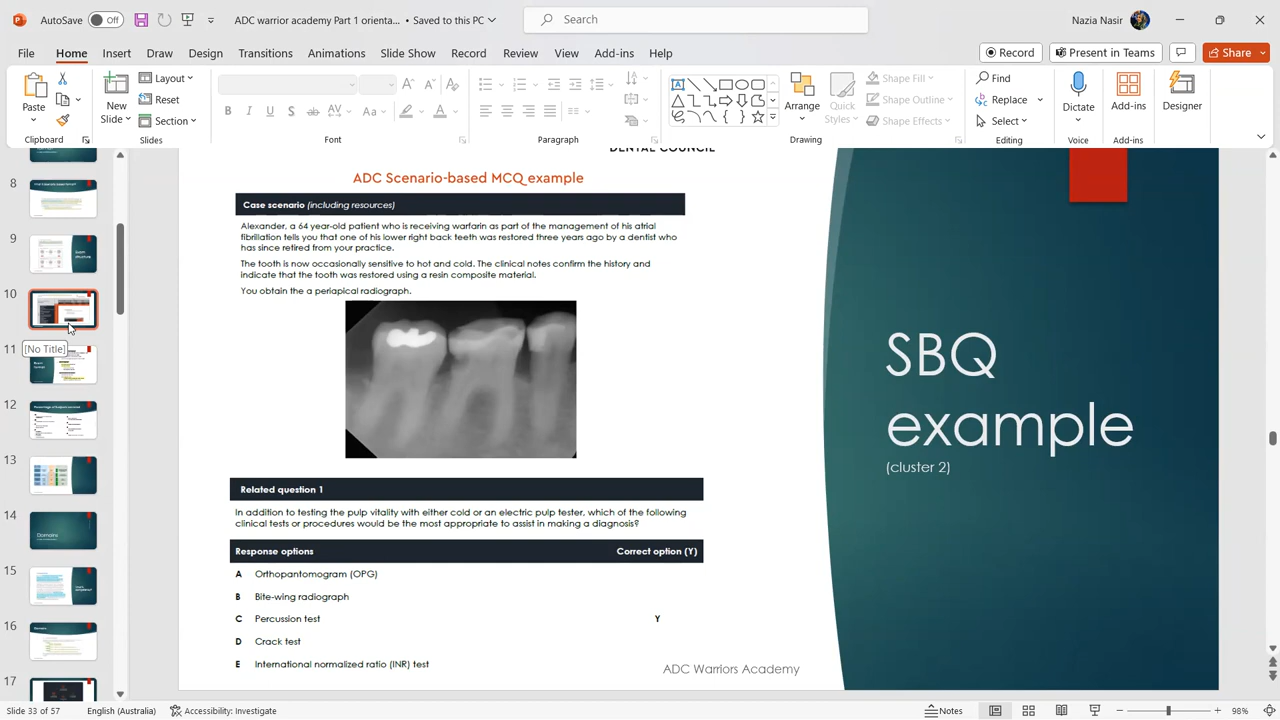 AutoSave Off ADC warrior academy Part 1 orienta... • Saved to this PC Search Nazia Nasir
File Home Insert Draw Design Transitions Animations Slide Show Record Review View Add-ins Help Record Present in Teams Share
Paste New Slide Layout Reset Section Arrange Quick Styles Shape Fill Shape Outline Shape Effects Find Replace Select Dictate Add-ins Designer
Clipboard Slides Font Paragraph Drawing Editing Voice Add-ins
DENTAL COUNCIL
ADC Scenario-based MCQ example
Case scenario (including resources)
Alexander, a 64 year-old patient who is receiving warfarin as part of the management of his atrial
fibrillation tells you that one of his lower right back teeth was restored three years ago by a dentist who
has since retired from your practice.
The tooth is now occasionally sensitive to hot and cold. The clinical notes confirm the history and
indicate that the tooth was restored using a resin composite material.
You obtain the a periapical radiograph.
Related question 1
In addition to testing the pulp vitality with either cold or an electric pulp tester, which of the following
clinical tests or procedures would be the most appropriate to assist in making a diagnosis?
Response options Correct option (Y)
A Orthopantomogram (OPG)
B Bite-wing radiograph
C Percussion test Y
D Crack test
E International normalized ratio (INR) test
ADC Warriors Academy
SBQ
example
(cluster 2)
8
9
10
[No Title]
11
12
13
14
Domains
15
16
17
Slide 33 of 57 English (Australia) Accessibility: Investigate Notes 98%